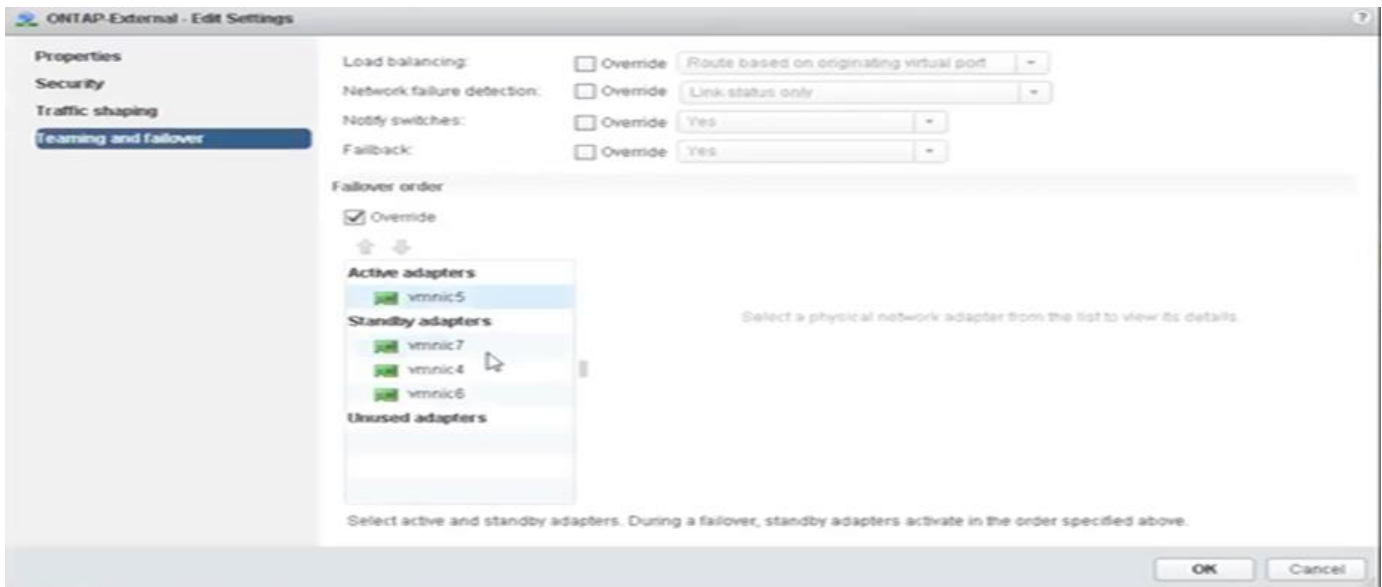 ONTAP-External - Edit Settings ?
Properties
Security
Traffic shaping
Teaming and failover
Load balancing: Override Route based on originating virtual port
Network failure detection: Override Link status only
Notify switches: Override Yes
Failback: Override Yes
Failover order
Override
Active adapters
vmnic5
Standby adapters
vmnic7
vmnic4
vmnic6
Unused adapters
Select a physical network adapter from the list to view its details.
Select active and standby adapters. During a failover, standby adapters activate in the order specified above.
OK Cancel